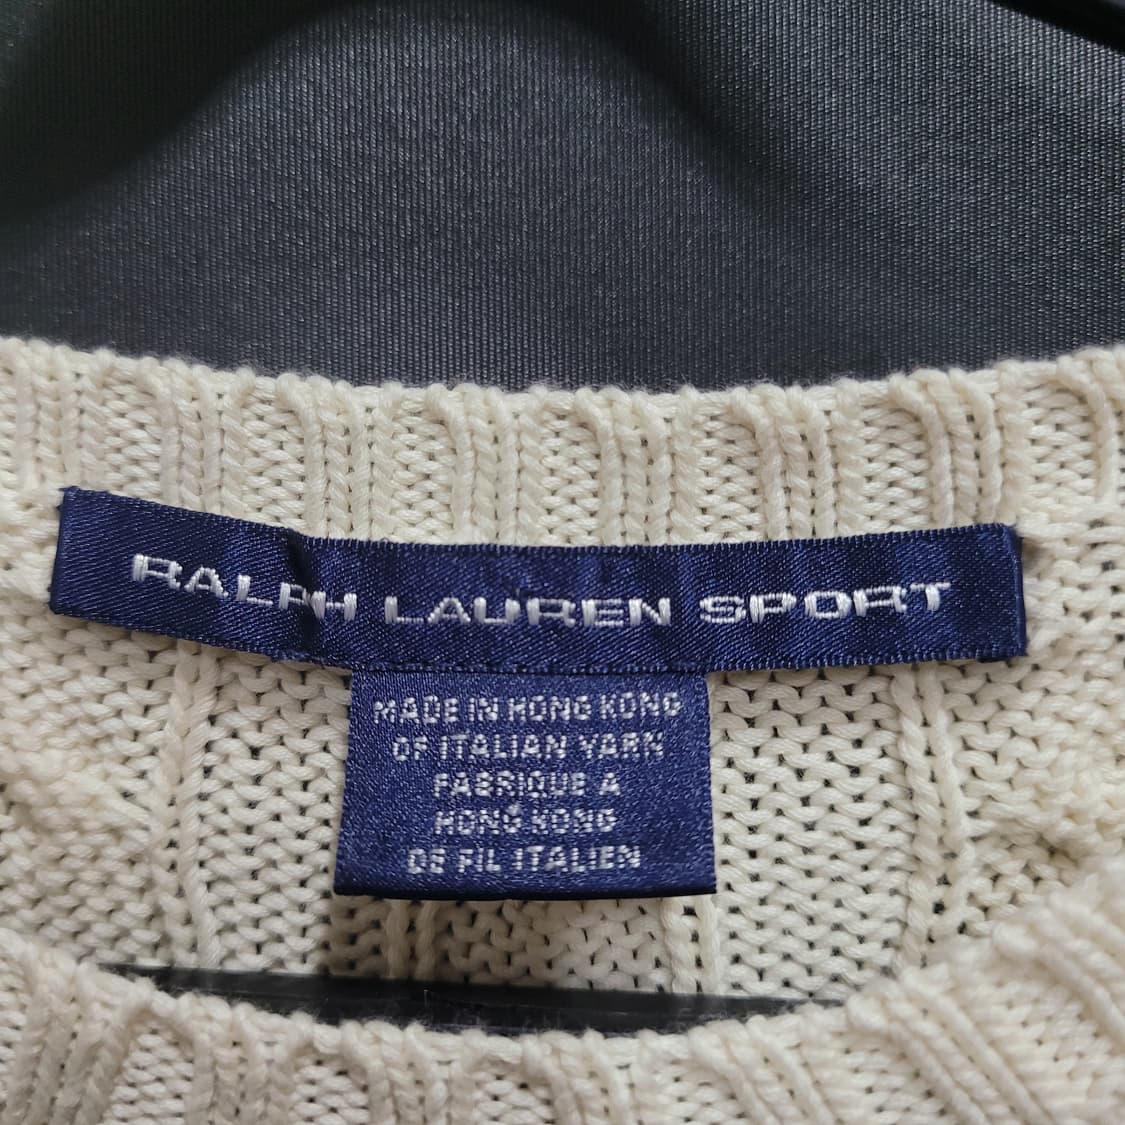 RALPH LAUREN SPORT
MADE IN HONG KONG
OF ITALIAN YARN
FABRIQUE A
HONG KONG
DE FIL ITALIEN